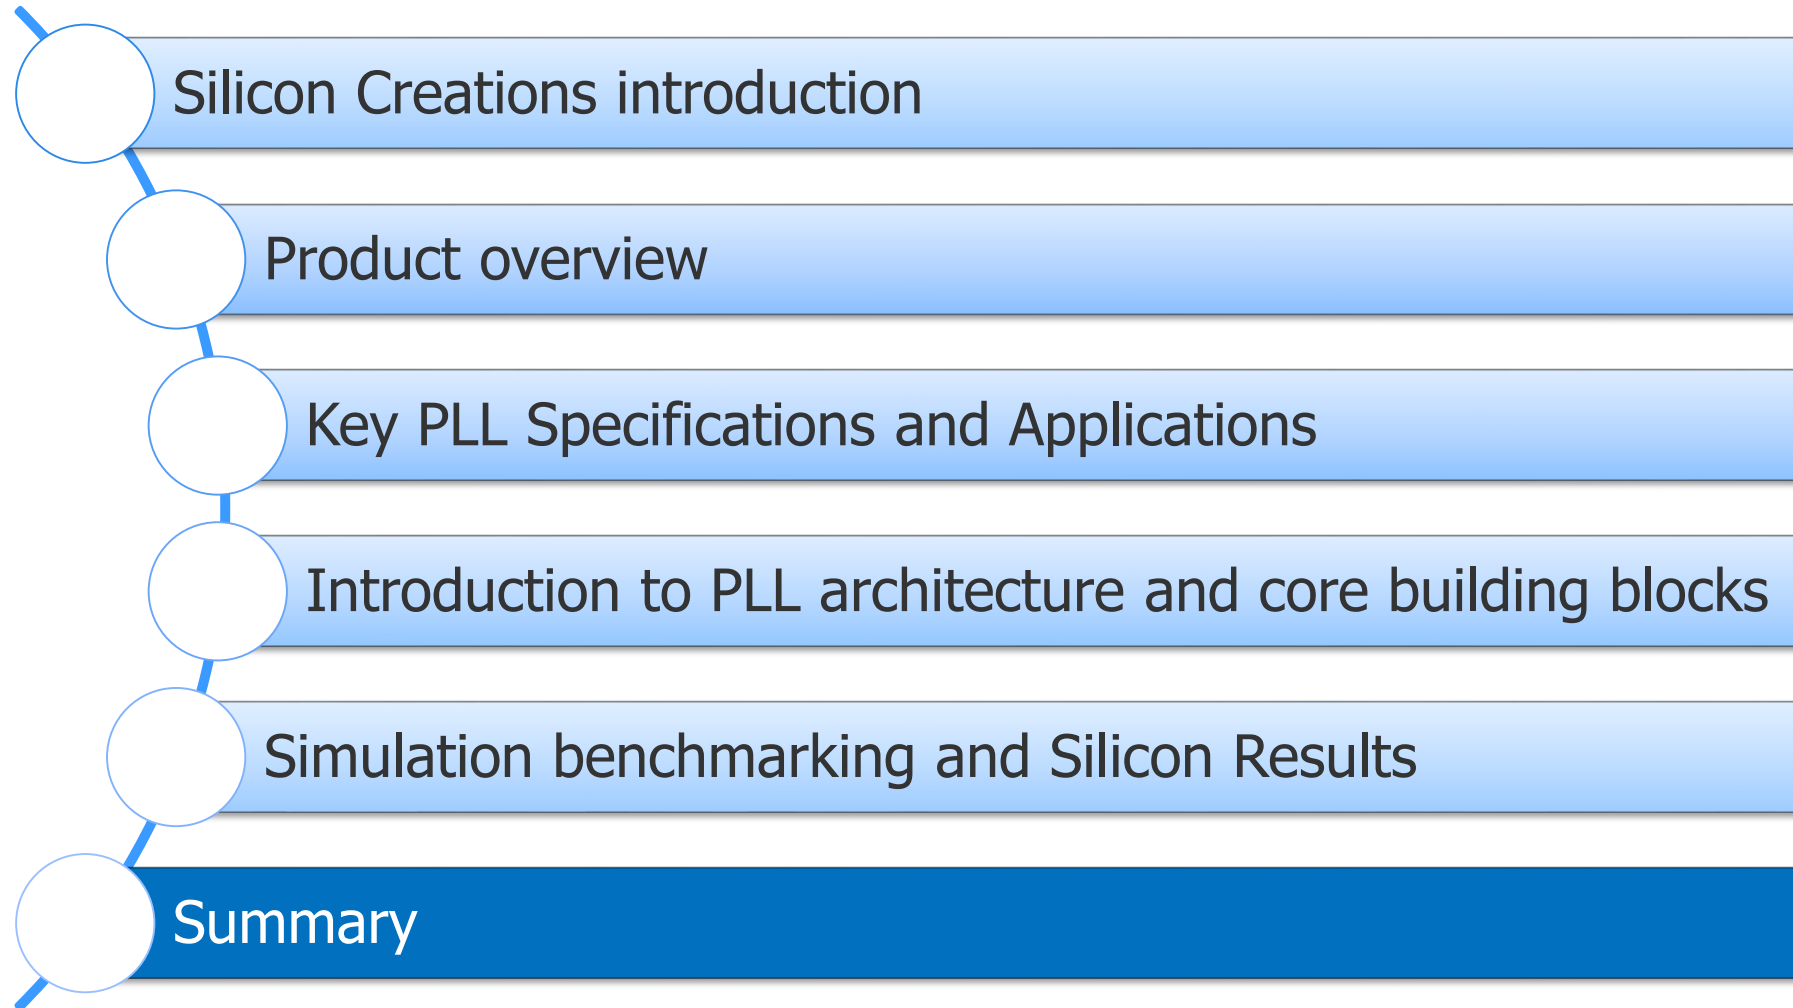 Silicon Creations introduction
Product overview
Key PLL Specifications and Applications
Introduction to PLL architecture and core building blocks
Simulation benchmarking and Silicon Results
Summary